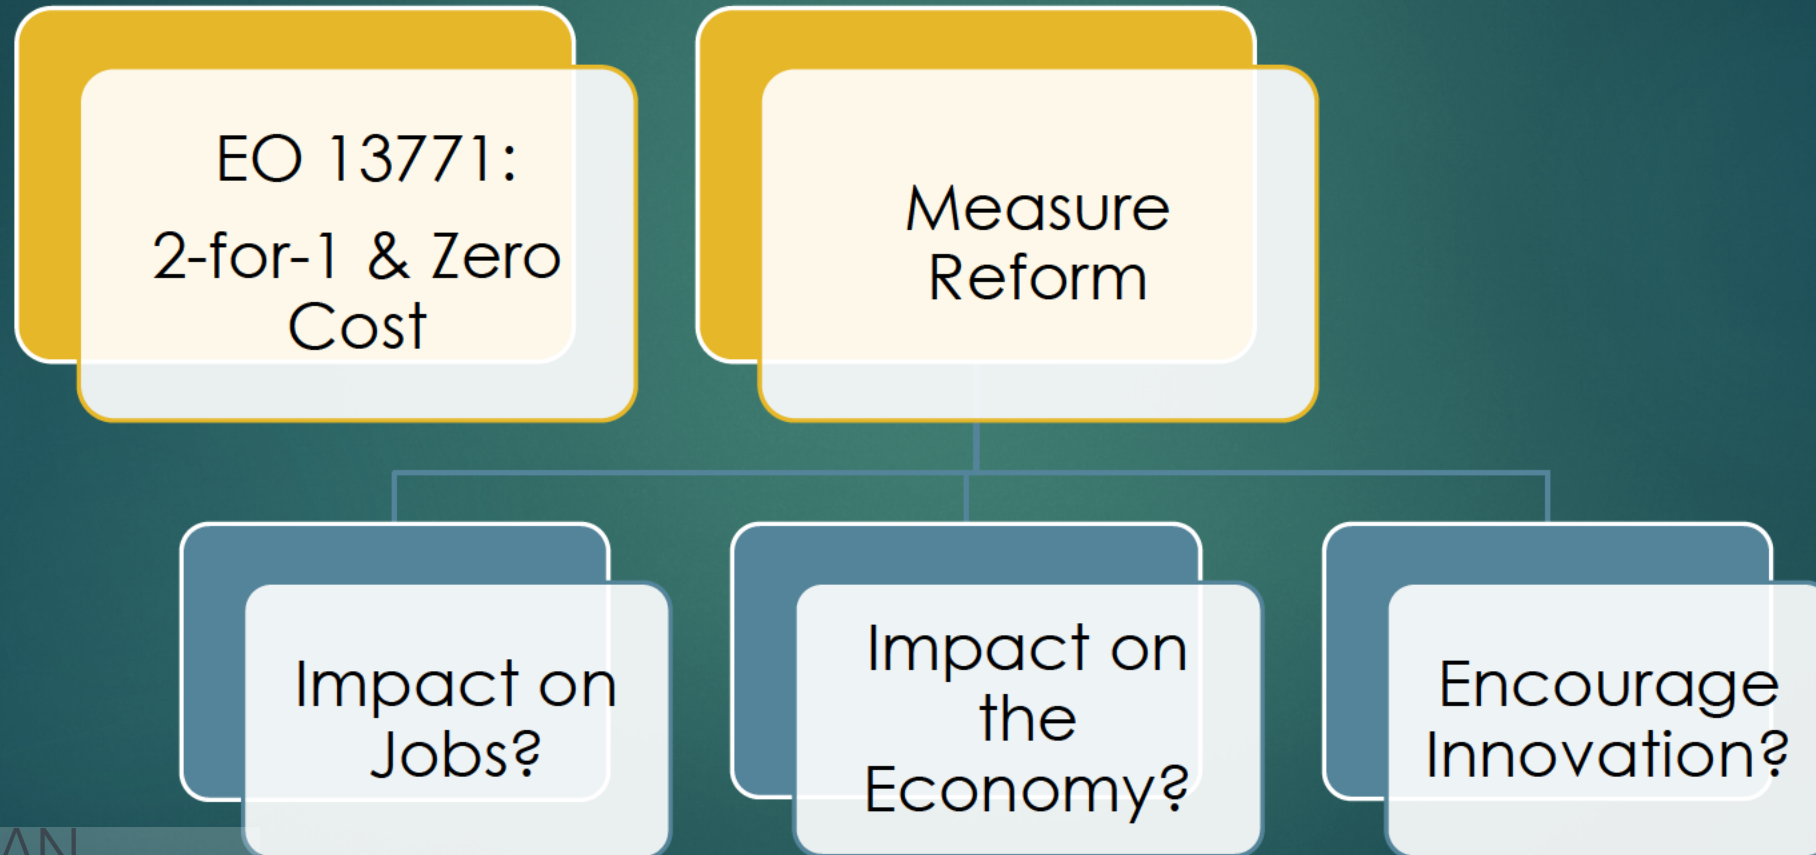 EO 13771:
2-for-1 & Zero
Cost
Measure
Reform
Impact on
Jobs?
Impact on
the
Economy?
Encourage
Innovation?